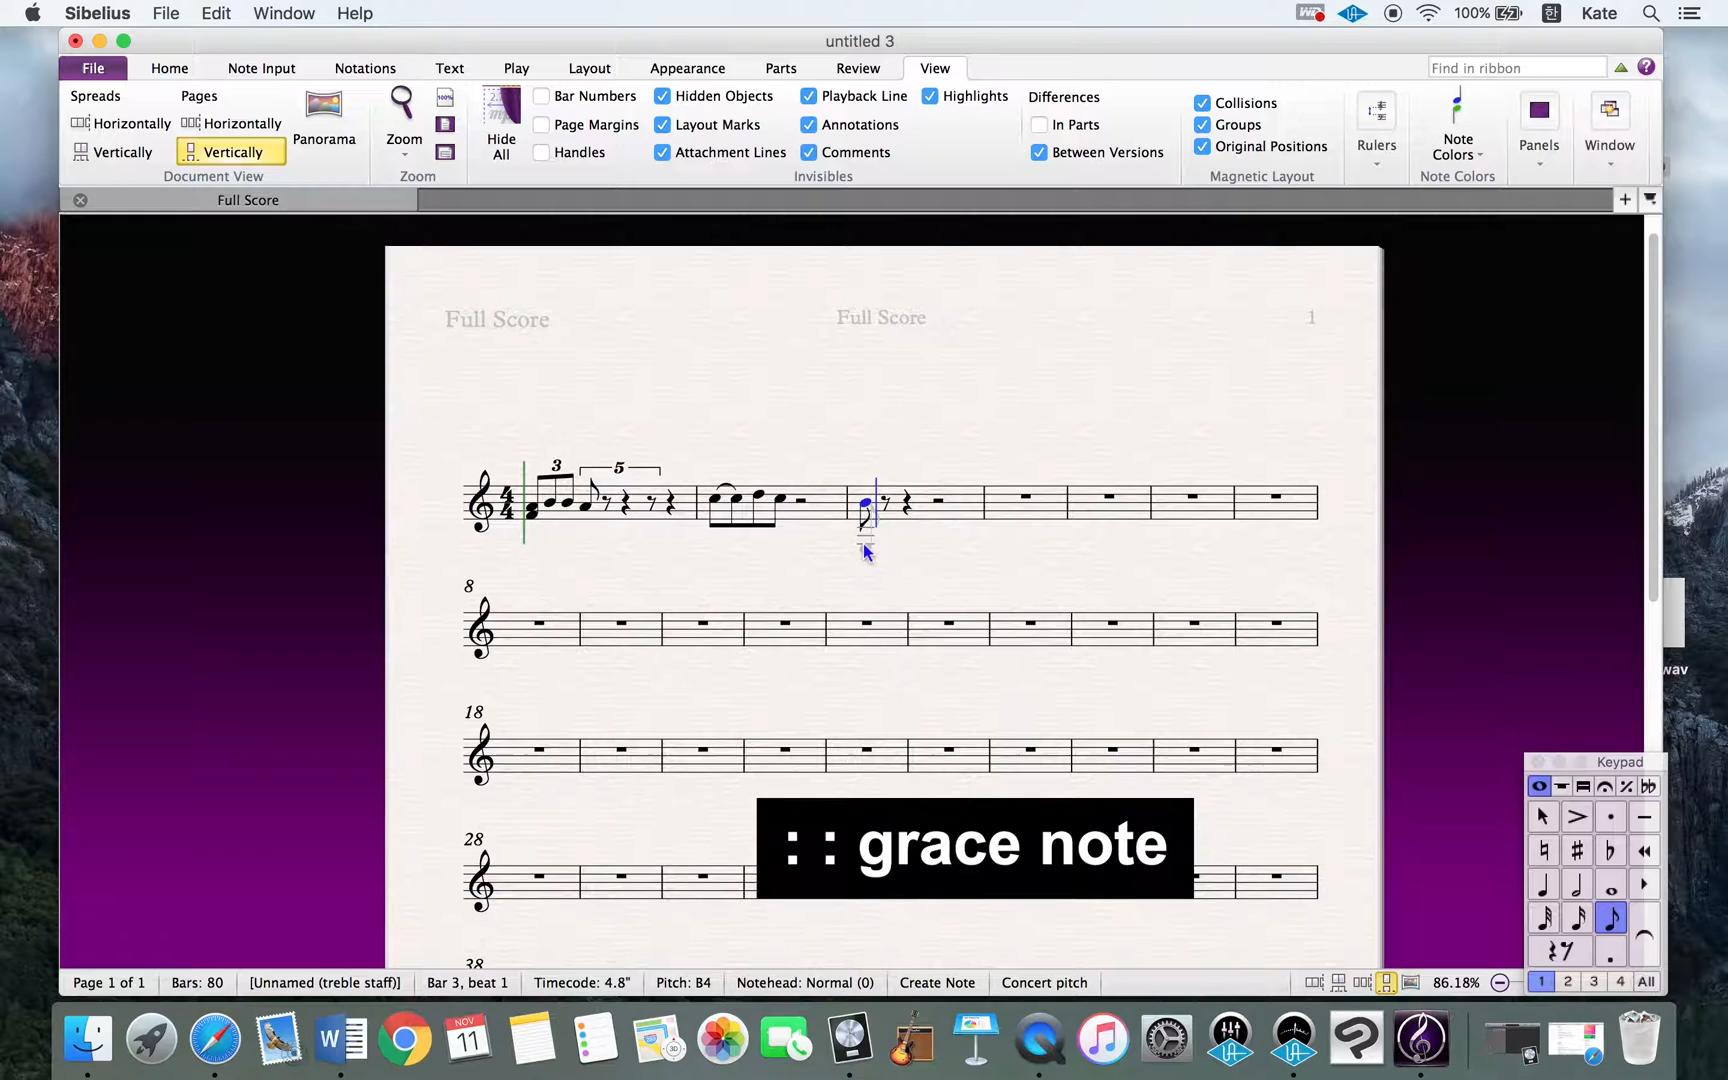 Sibelius File Edit Window Help 100% 한 Kate
untitled 3
File Home Note Input Notations Text Play Layout Appearance Parts Review View Find in ribbon
Spreads Pages Bar Numbers Hidden Objects Playback Line Highlights Differences Collisions
Horizontally Horizontally Page Margins Layout Marks Annotations In Parts Groups
Vertically Vertically Panorama Zoom Hide All Handles Attachment Lines Comments Between Versions Original Positions Rulers Note Colors Panels Window
Document View Zoom Invisibles Magnetic Layout Note Colors
Full Score
Full Score Full Score 1
3 5
4
4
8
18
28
38
wav
: : grace note
Keypad
1 2 3 4 All
Page 1 of 1 Bars: 80 [Unnamed (treble staff)] Bar 3, beat 1 Timecode: 4.8" Pitch: B4 Notehead: Normal (0) Create Note Concert pitch 86.18%
NOV
11